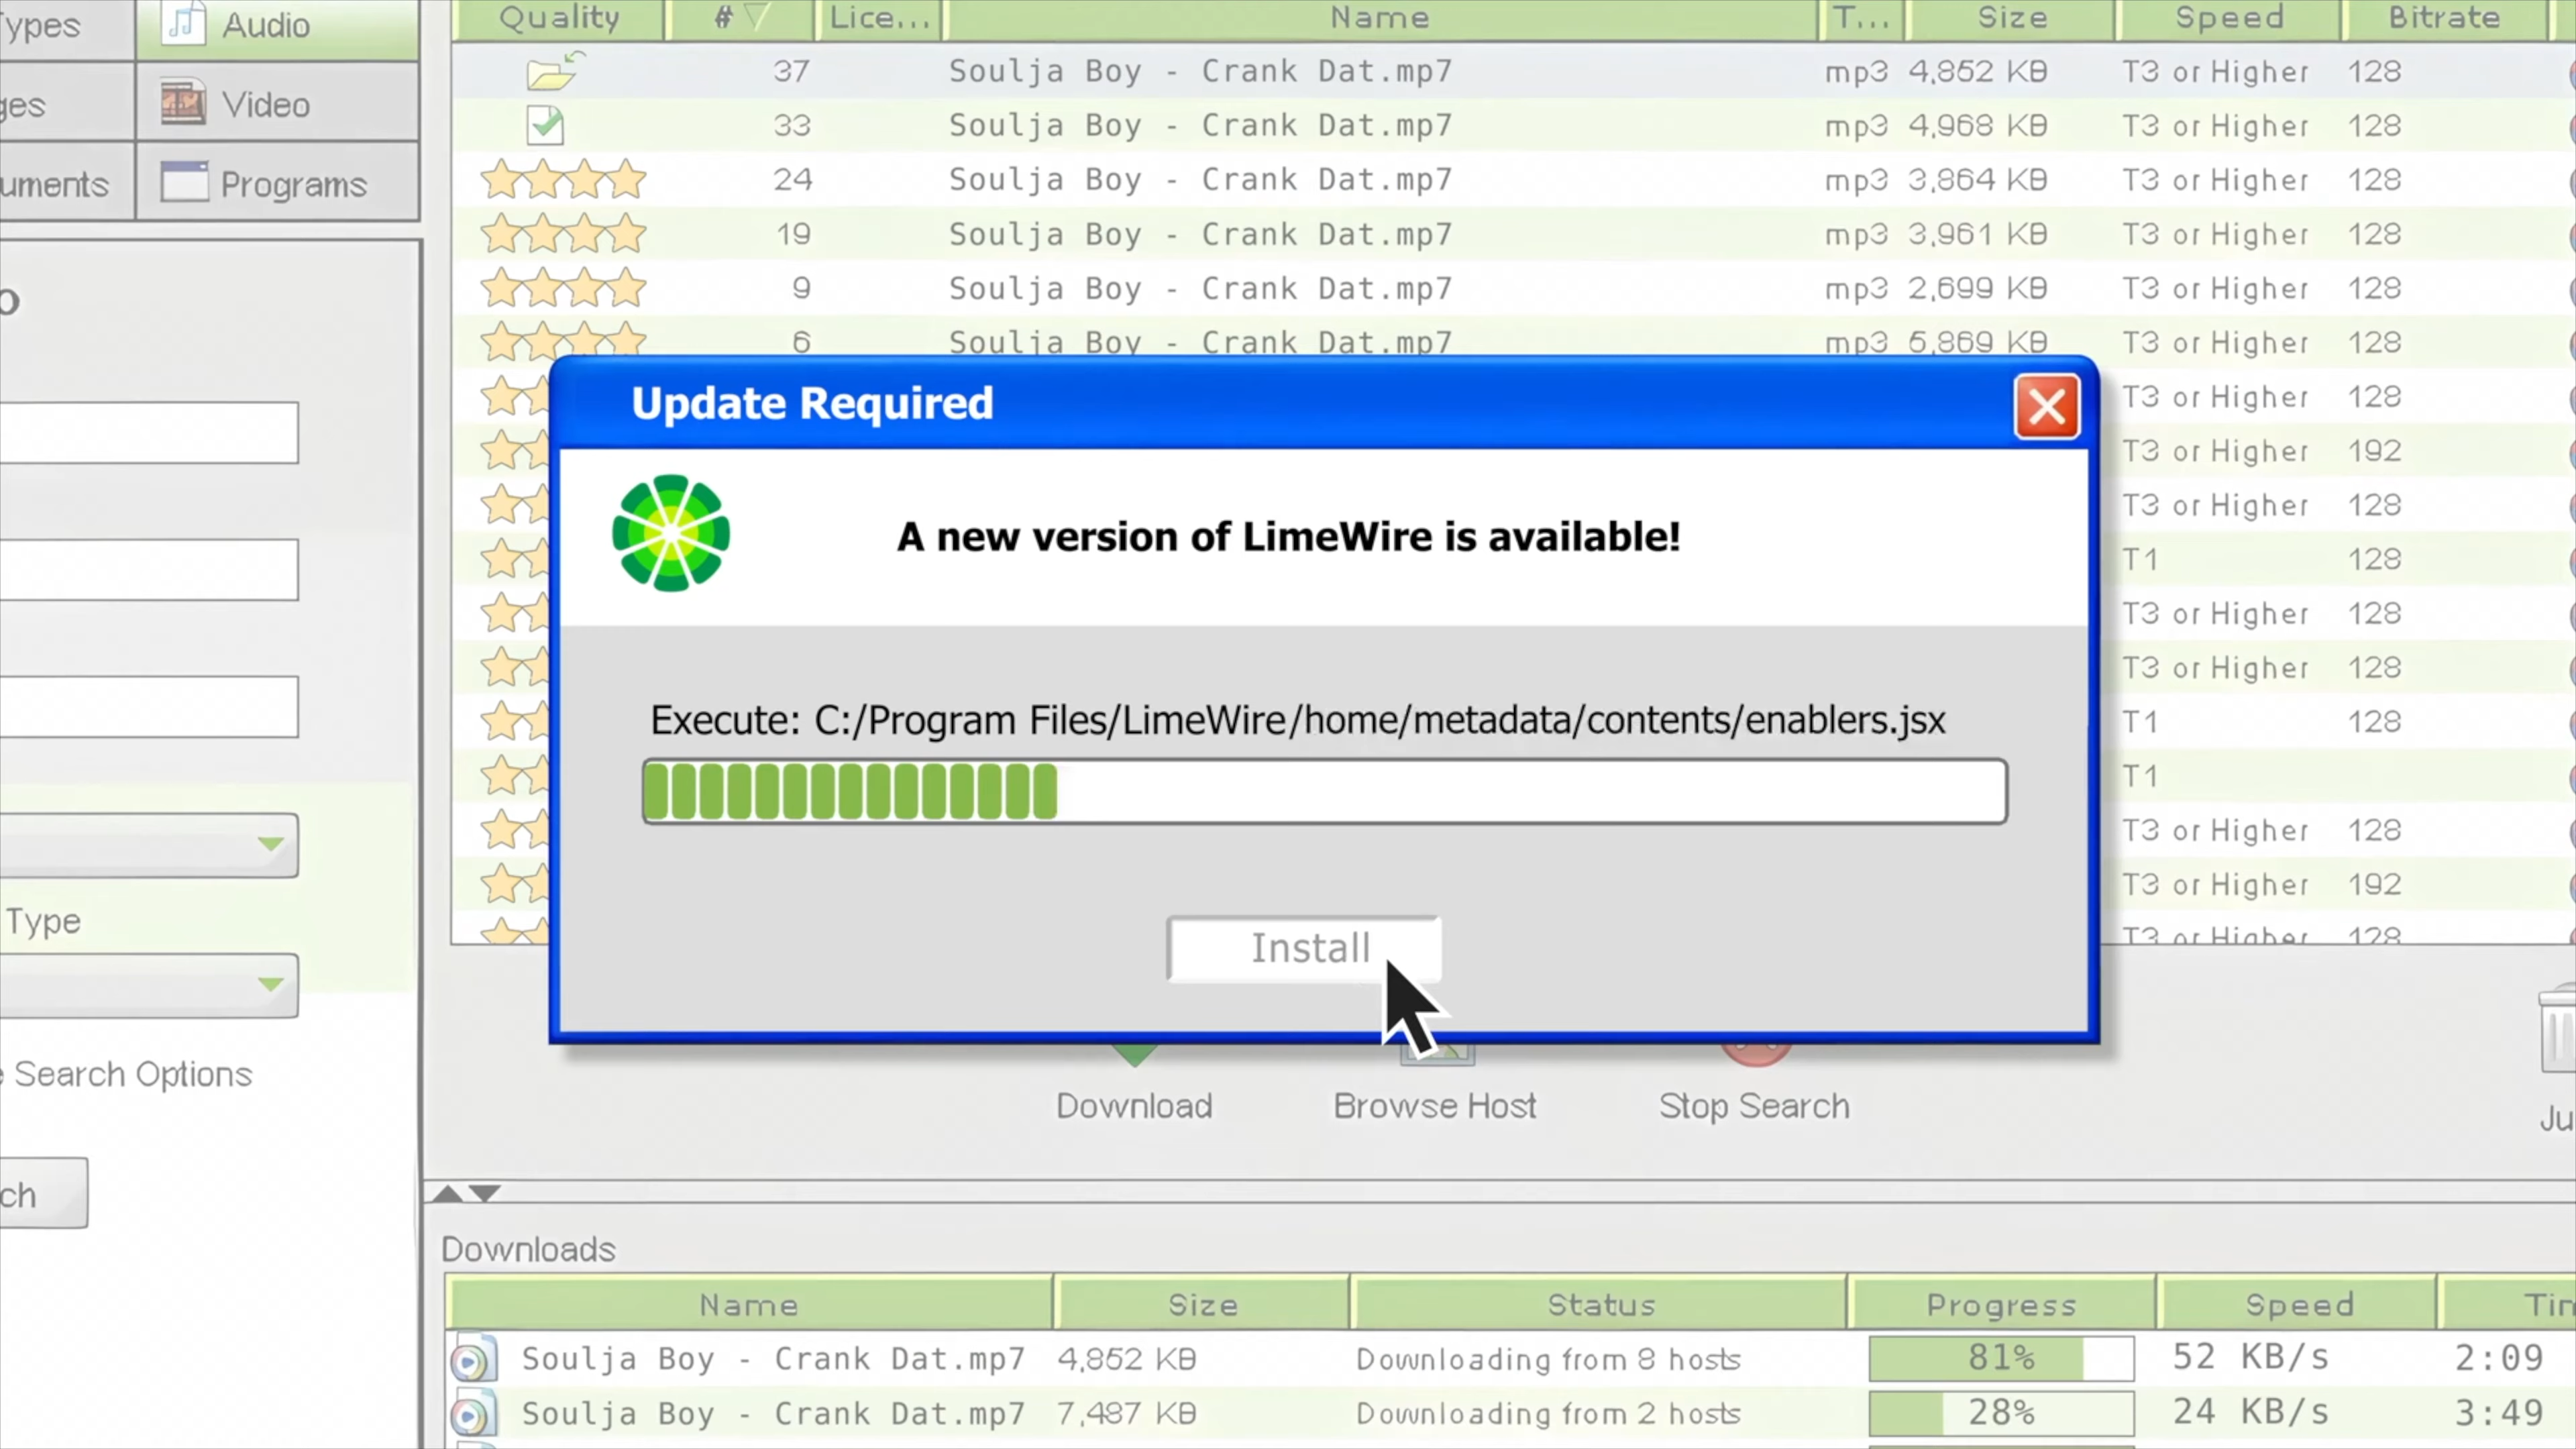 ypes Audio
ges Video
uments Programs
o
Type
Search Options
ch
Quality # Lice... Name T... Size Speed Bitrate
37 Soulja Boy - Crank Dat.mp7 mp3 4,852 KB T3 or Higher 128
33 Soulja Boy - Crank Dat.mp7 mp3 4,968 KB T3 or Higher 128
24 Soulja Boy - Crank Dat.mp7 mp3 3,864 KB T3 or Higher 128
19 Soulja Boy - Crank Dat.mp7 mp3 3,961 KB T3 or Higher 128
9 Soulja Boy - Crank Dat.mp7 mp3 2,699 KB T3 or Higher 128
6 Soulja Boy - Crank Dat.mp7 mp3 5,869 KB T3 or Higher 128
T3 or Higher 128
T3 or Higher 192
T3 or Higher 128
T1 128
T3 or Higher 128
T3 or Higher 128
T1 128
T1
T3 or Higher 128
T3 or Higher 192
T3 or Higher 128
Update Required
A new version of LimeWire is available!
Execute: C:/Program Files/LimeWire/home/metadata/contents/enablers.jsx
Install
Download Browse Host Stop Search Ju
Downloads
Name Size Status Progress Speed Tim
Soulja Boy - Crank Dat.mp7 4,852 KB Downloading from 8 hosts 81% 52 KB/s 2:09
Soulja Boy - Crank Dat.mp7 7,487 KB Downloading from 2 hosts 28% 24 KB/s 3:49